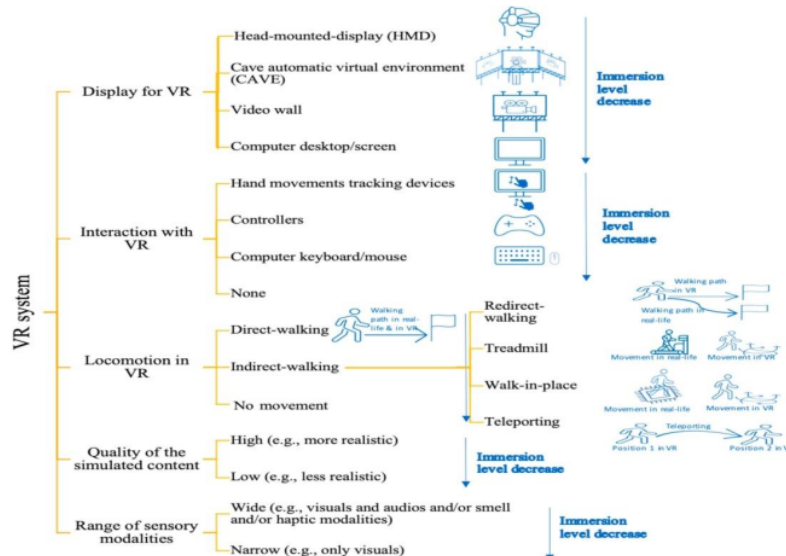 VR system
Display for VR
Head-mounted-display (HMD)
Cave automatic virtual environment
(CAVE)
Video wall
Computer desktop/screen
Immersion
level
decrease
Interaction with
VR
Hand movements tracking devices
Controllers
Computer keyboard/mouse
None
Immersion
level
decrease
Locomotion in
VR
Direct-walking
Walking
path in real-
life & in VR
Indirect-walking
No movement
Redirect-
walking
Treadmill
Walk-in-place
Teleporting
Walking path
in VR
Walking path in
real-life
Movement in real-life
Movement in VR
Movement in real-life
Movement in VR
Teleporting
Position 1 in VR
Position 2 in V
Quality of the
simulated content
High (e.g., more realistic)
Low (e.g., less realistic)
Immersion
level decrease
Range of sensory
modalities
Wide (e.g., visuals and audios and/or smell
and/or haptic modalities)
Narrow (e.g., only visuals)
Immersion
level decrease